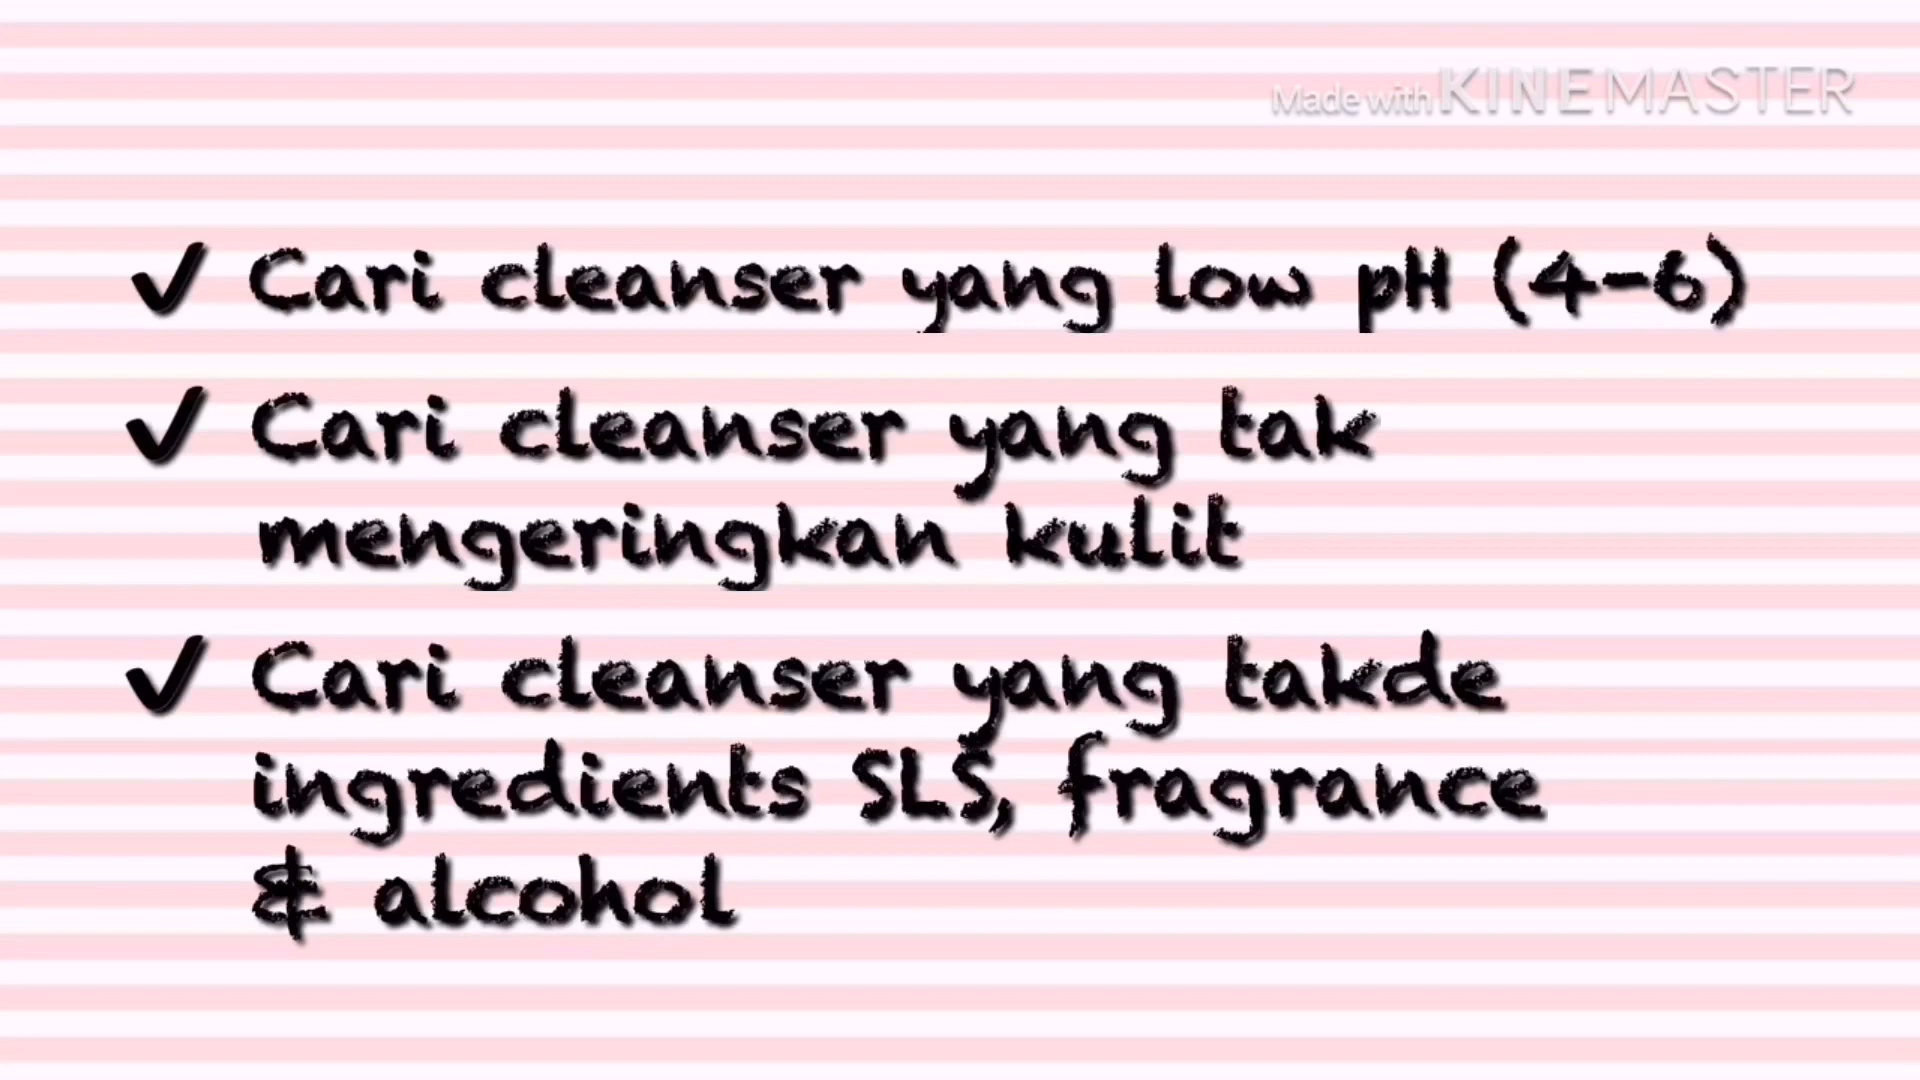 Made with KINEMASTER
✓ Cari cleanser yang low pH (4-6)
✓ Cari cleanser yang tak
mengeringkan kulit
✓ Cari cleanser yang takde
ingredients SLS, fragrance
& alcohol